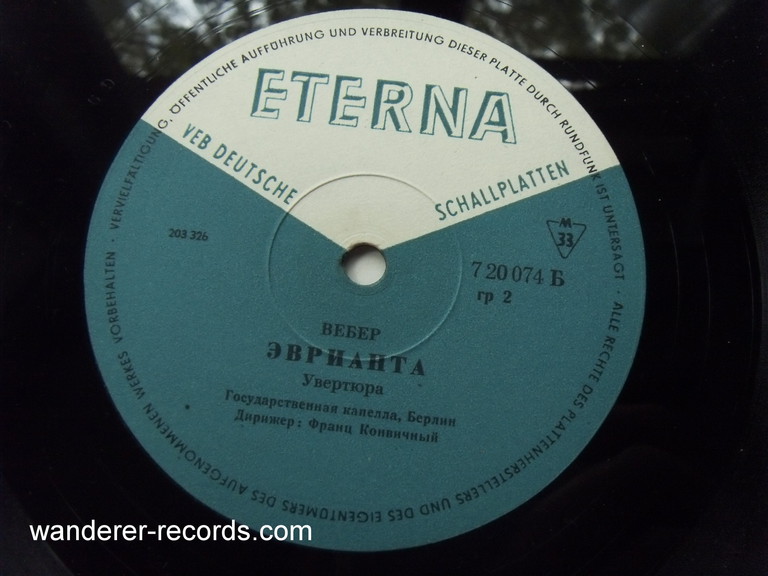 VERVIELFÄLTIGUNG, ÖFFENTLICHE AUFFÜHRUNG UND VERBREITUNG DIESER PLATTE DURCH RUNDFUNK IST UNTERSAGT · ALLE RECHTE DES PLATTENHERSTELLERS UND DES EIGENTÜMERS DES AUFGENOMMENEN WERKES VORBEHALTEN ·
ETERNA
VEB DEUTSCHE SCHALLPLATTEN
M
33
203 326
7 20 074 Б
гр 2
ВЕБЕР
ЭВРИАНТА
Увертюра
Государственная капелла, Берлин
Дирижер: Франц Конвичный
wanderer-records.com